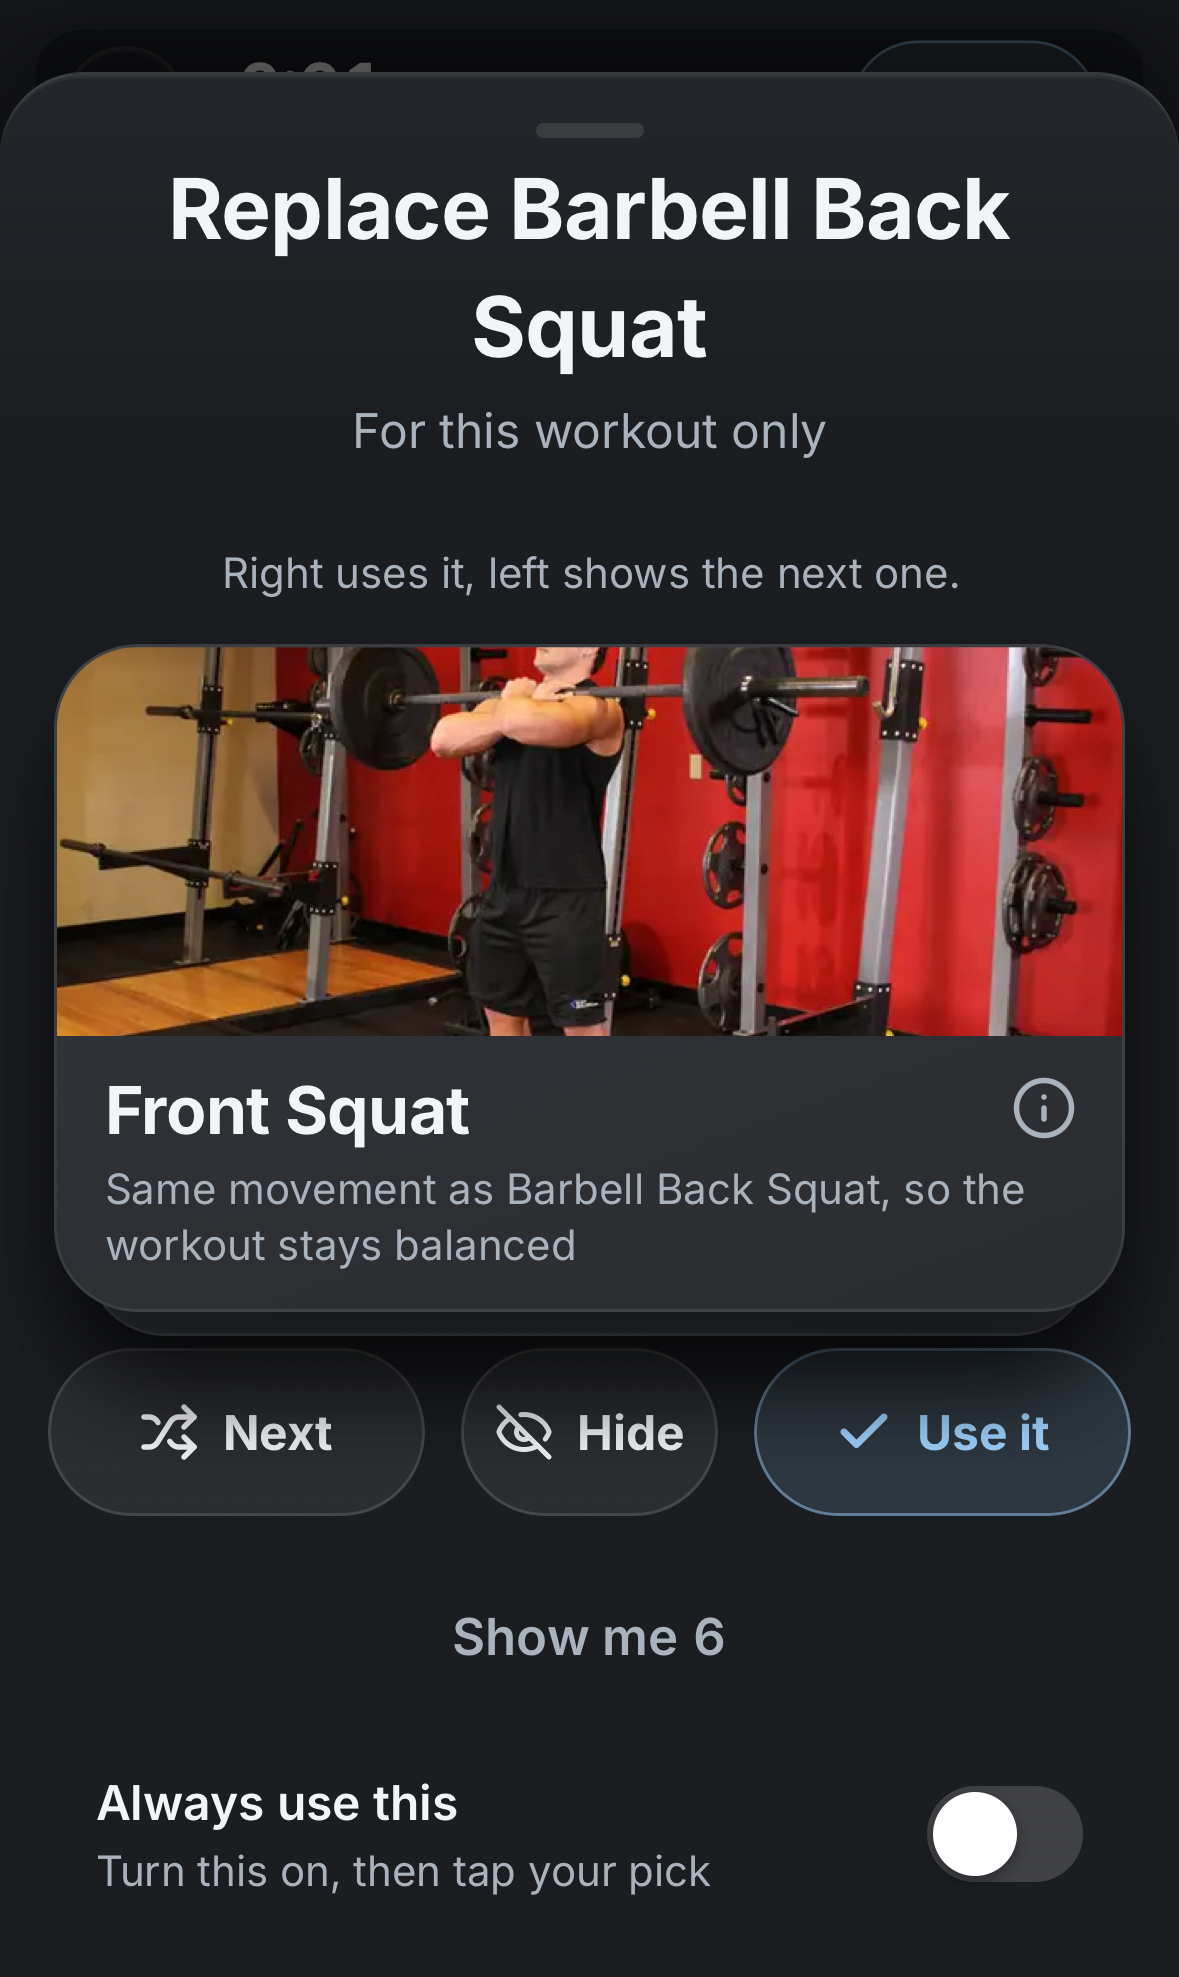 Replace Barbell Back
Squat
For this workout only
Right uses it, left shows the next one.
Front Squat
Same movement as Barbell Back Squat, so the
workout stays balanced
Next
Hide
Use it
Show me 6
Always use this
Turn this on, then tap your pick